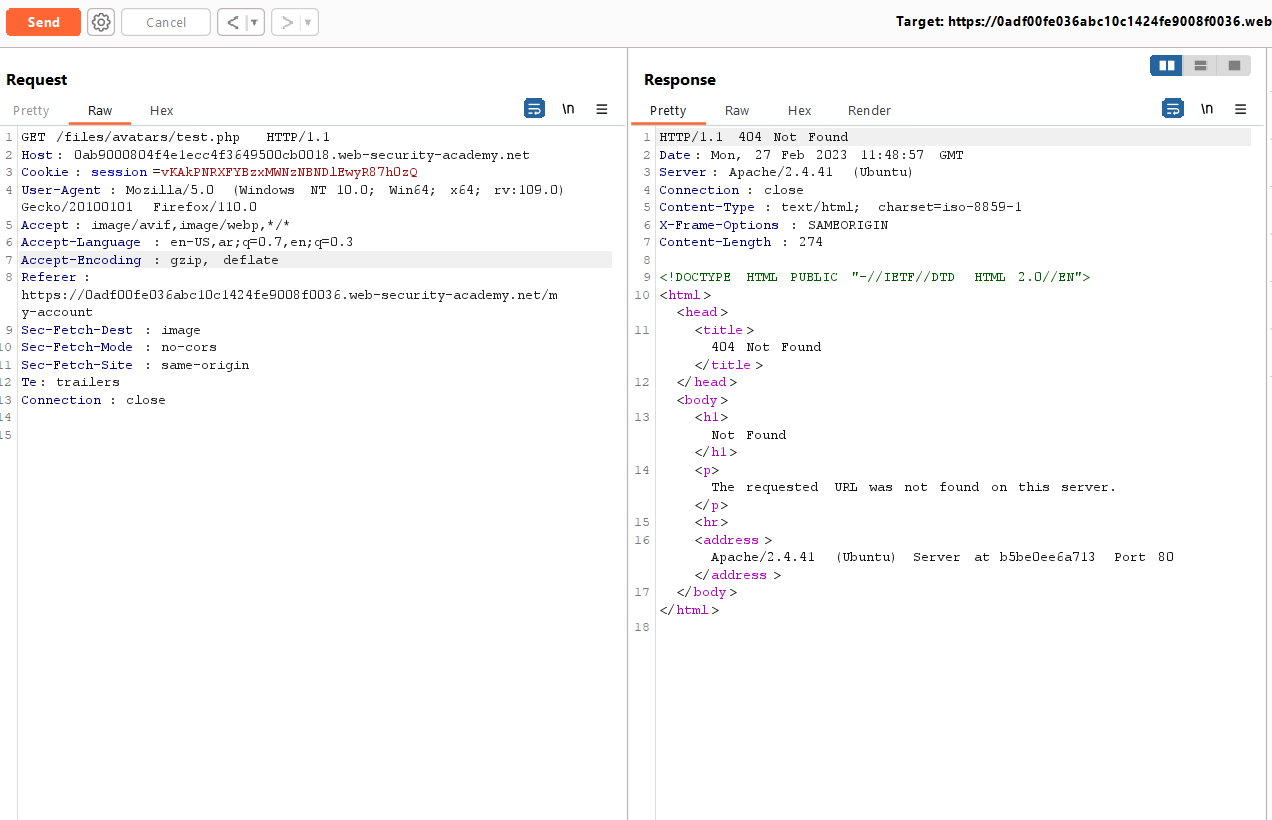 Send
Cancel
Target: https://0adf00fe036abc10c1424fe9008f0036.web
Request
Pretty Raw Hex \n
1 GET /files/avatars/test.php HTTP/1.1
2 Host: 0ab9000804f4e1ecc4f3649500cb0018.web-security-academy.net
3 Cookie: session=vKAkPNRXFYBzxMWNzNBNDlEwyR87hOzQ
4 User-Agent: Mozilla/5.0 (Windows NT 10.0; Win64; x64; rv:109.0)
Gecko/20100101 Firefox/110.0
5 Accept: image/avif,image/webp,*/*
6 Accept-Language: en-US,ar;q=0.7,en;q=0.3
7 Accept-Encoding: gzip, deflate
8 Referer:
https://0adf00fe036abc10c1424fe9008f0036.web-security-academy.net/m
y-account
9 Sec-Fetch-Dest: image
10 Sec-Fetch-Mode: no-cors
11 Sec-Fetch-Site: same-origin
12 Te: trailers
13 Connection: close
14
15
Response
Pretty Raw Hex Render \n
1 HTTP/1.1 404 Not Found
2 Date: Mon, 27 Feb 2023 11:48:57 GMT
3 Server: Apache/2.4.41 (Ubuntu)
4 Connection: close
5 Content-Type: text/html; charset=iso-8859-1
6 X-Frame-Options: SAMEORIGIN
7 Content-Length: 274
8
9 <!DOCTYPE HTML PUBLIC "-//IETF//DTD HTML 2.0//EN">
10 <html>
<head>
11 <title>
404 Not Found
</title>
12 </head>
<body>
13 <h1>
Not Found
</h1>
14 <p>
The requested URL was not found on this server.
</p>
15 <hr>
16 <address>
Apache/2.4.41 (Ubuntu) Server at b5be0ee6a713 Port 80
</address>
17 </body>
</html>
18